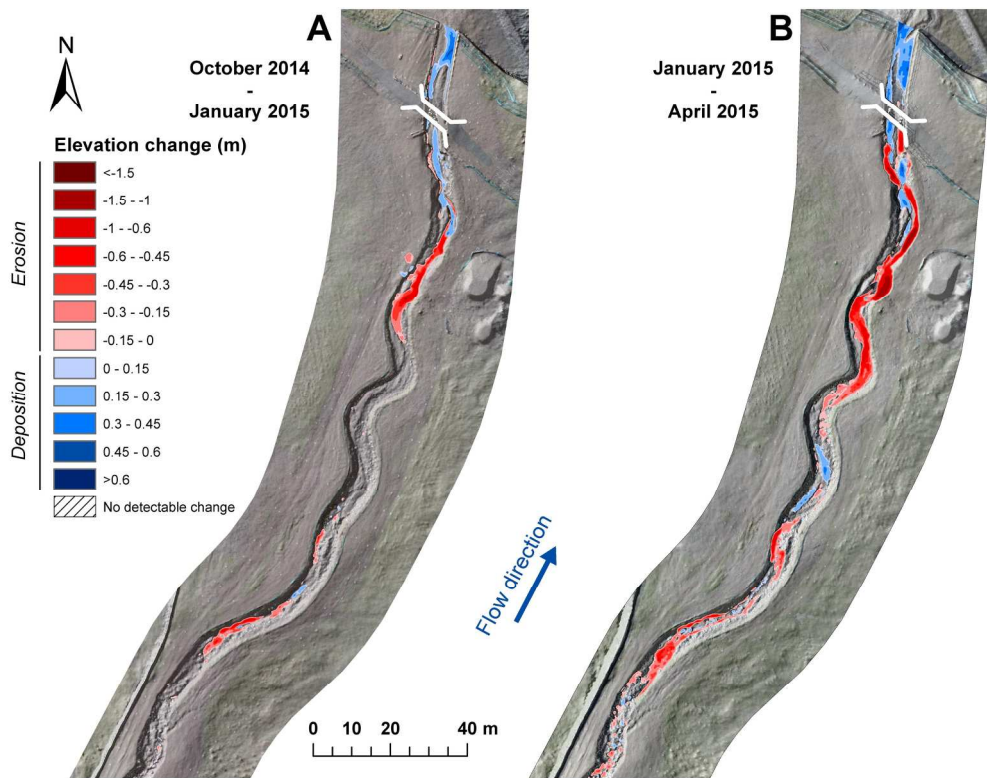 A
October 2014
-
January 2015
B
January 2015
-
April 2015
N
Elevation change (m)
Erosion
<-1.5
-1.5 - -1
-1 - -0.6
-0.6 - -0.45
-0.45 - -0.3
-0.3 - -0.15
-0.15 - 0
Deposition
0 - 0.15
0.15 - 0.3
0.3 - 0.45
0.45 - 0.6
>0.6
No detectable change
Flow direction
0 10 20 40 m